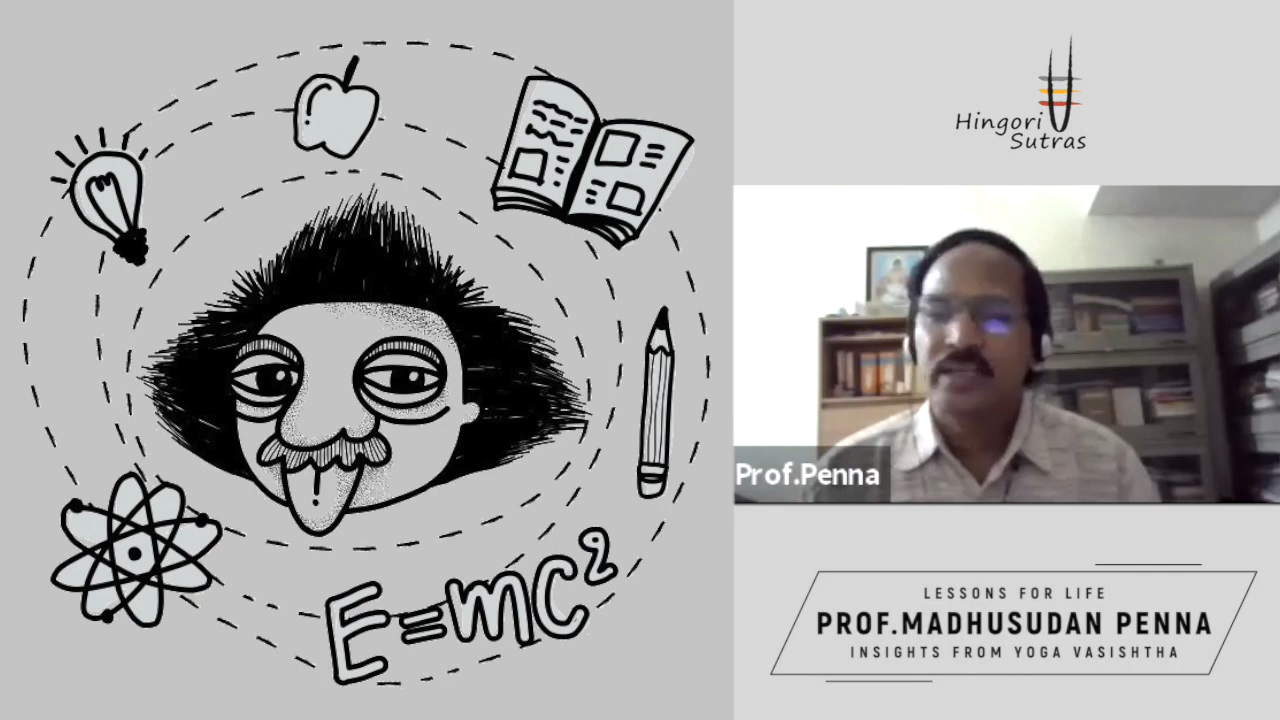 E=mc²
Hingori
Sutras
Prof.Penna
LESSONS FOR LIFE
PROF.MADHUSUDAN PENNA
INSIGHTS FROM YOGA VASISHTHA